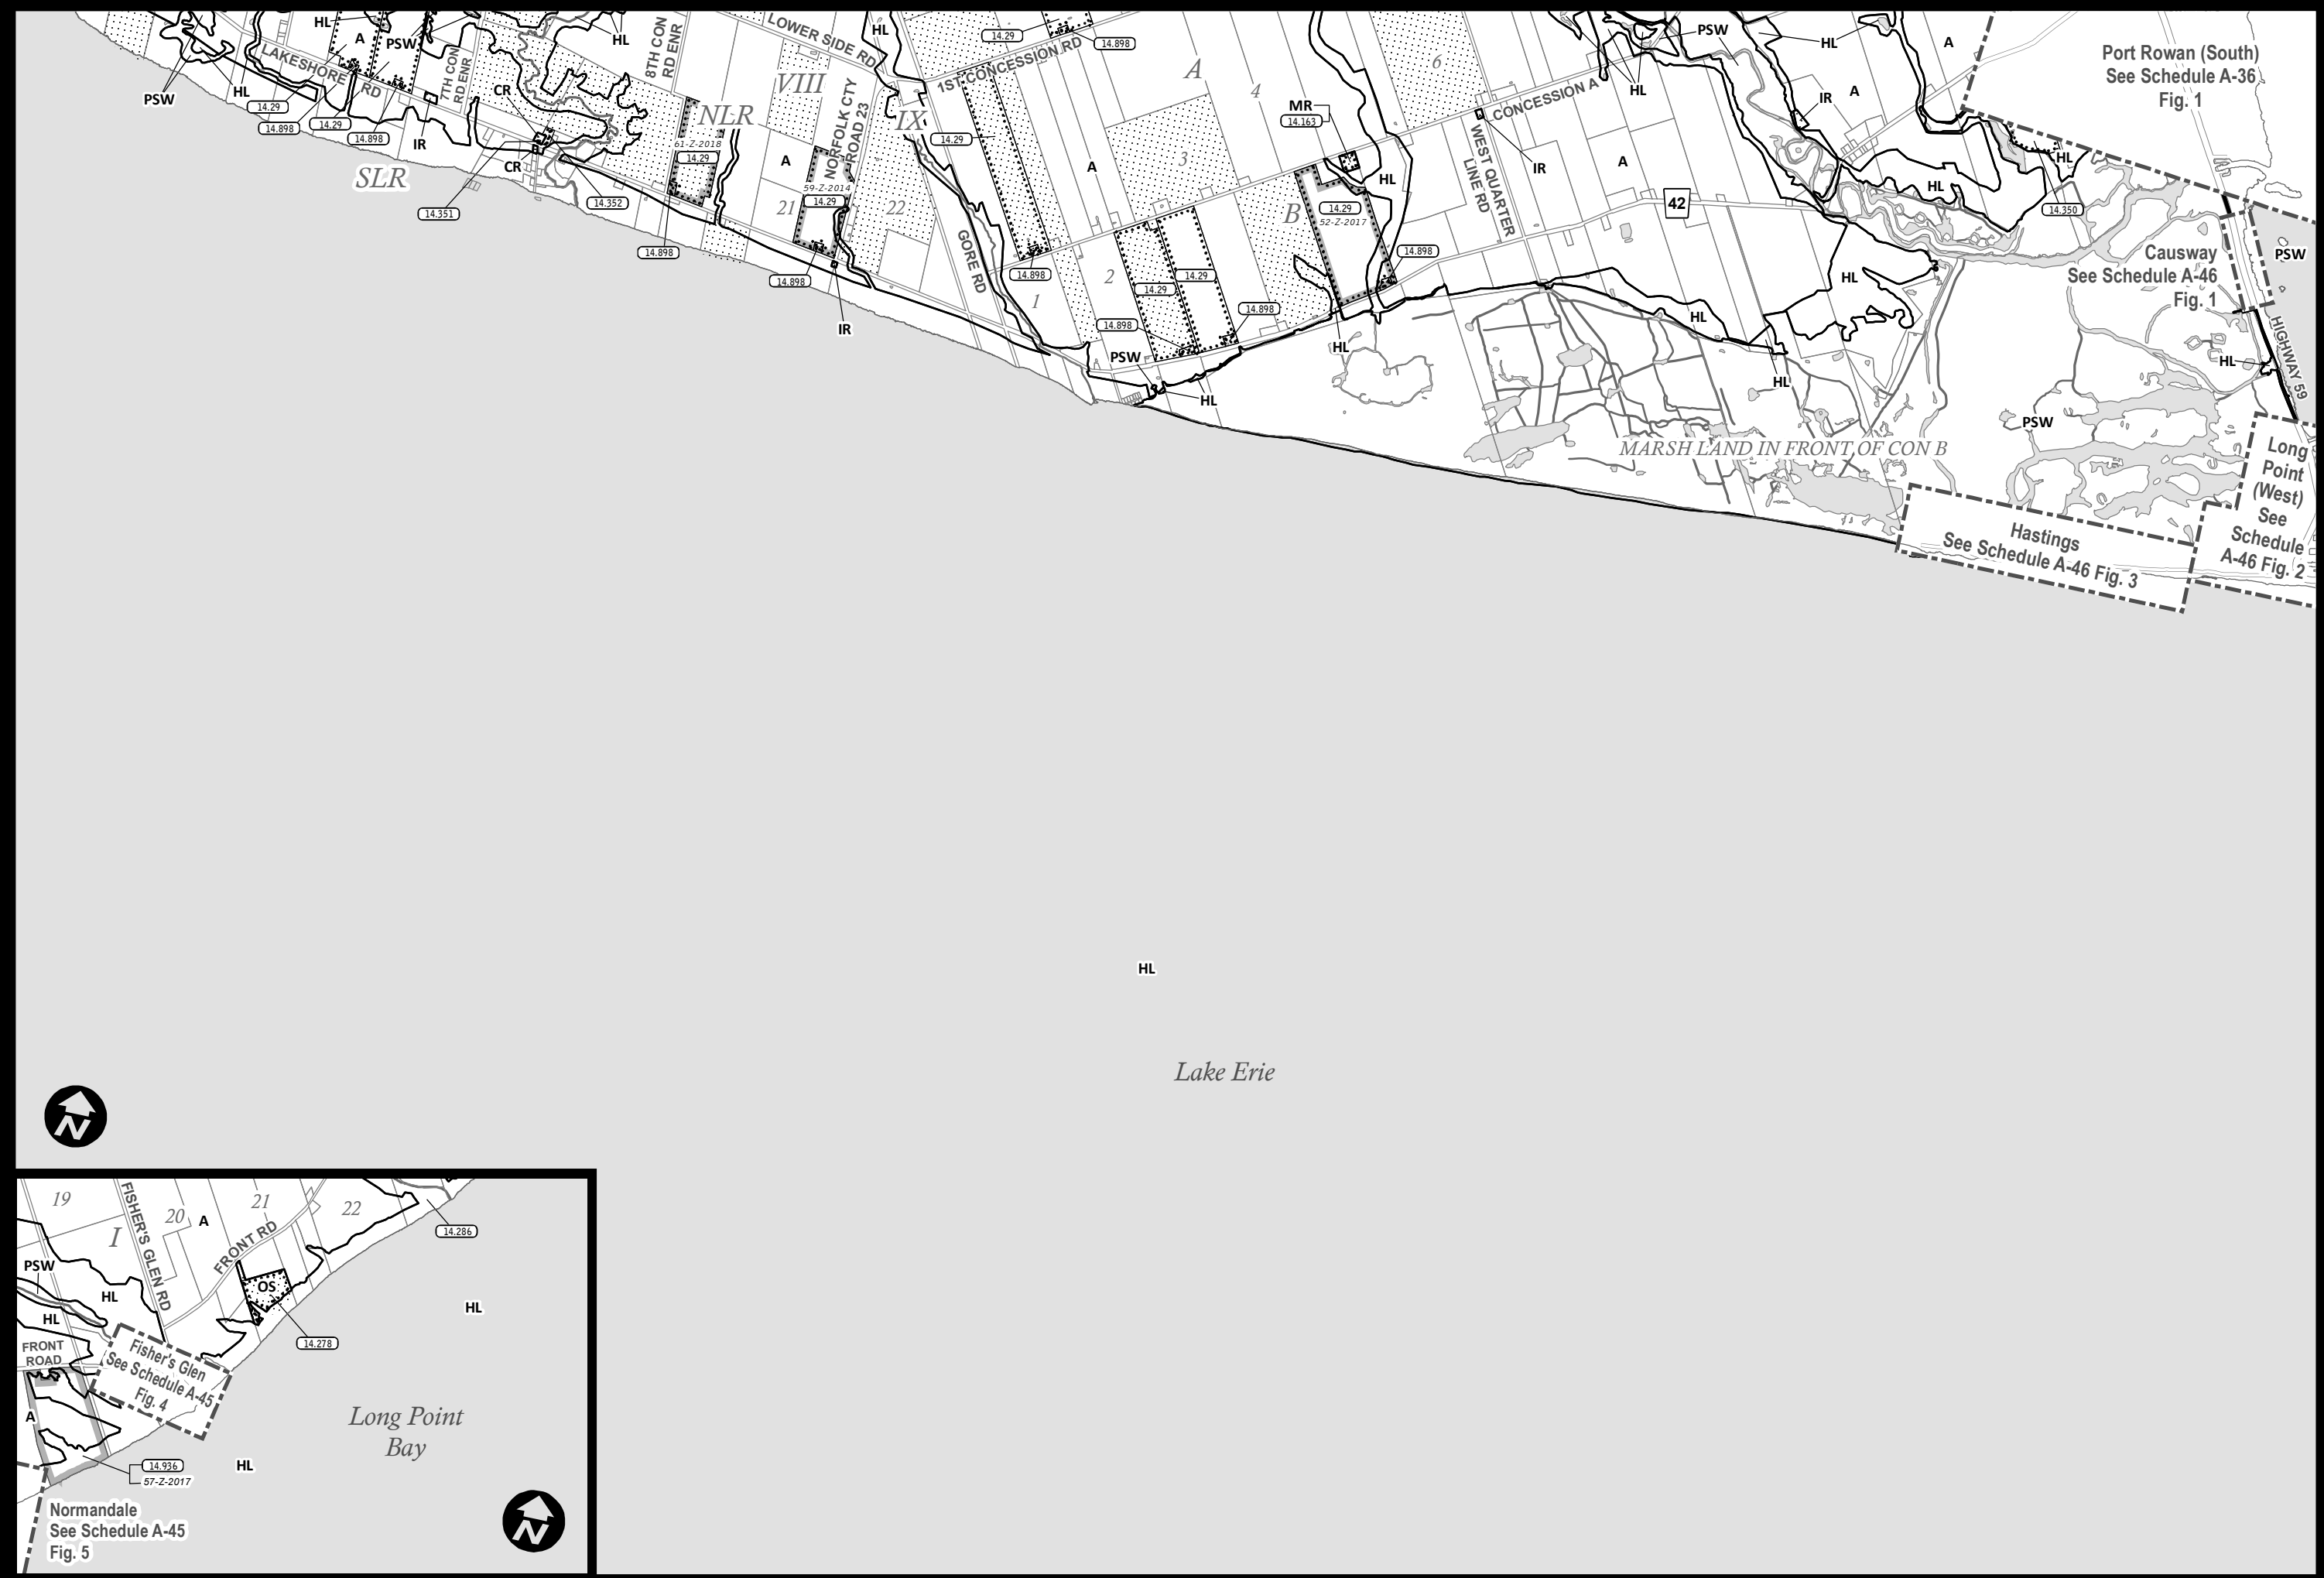 HL
A
PSW
LAKESHORE
RD
7TH CON
RD ENR
HL
8TH CON
RD ENR
LOWER SIDE RD
HL
14.29
14.898
1ST CONCESSION RD
A
4
6
PSW
HL
A
Port Rowan (South)
See Schedule A-36
Fig. 1
PSW
HL
14.29
14.898
14.29
14.898
IR
CR
CR
SLR
14.351
14.352
NLR
61-Z-2018
14.29
14.898
VIII
A
NORFOLK CTY
ROAD 23
59-Z-2014
14.29
21
22
14.898
IR
IX
GORE RD
14.29
14.898
A
3
1
2
14.29
14.29
14.898
14.898
PSW
HL
MR
14.163
HL
B
14.29
52-Z-2017
14.898
HL
CONCESSION A
WEST QUARTER
LINE RD
IR
A
HL
42
IR
A
HL
HL
14.350
Causway
See Schedule A-46
Fig. 1
PSW
HL
HL
HL
HL
HIGHWAY 59
PSW
MARSH LAND IN FRONT OF CON B
Long
Point
(West)
See
Schedule
A-46 Fig. 2
Hastings
See Schedule A-46 Fig. 3
HL
Lake Erie
N
19
FISHER'S GLEN RD
20
A
21
22
I
FRONT RD
14.286
PSW
HL
OS
HL
HL
14.278
FRONT
ROAD
Fisher's Glen
See Schedule A-45
Fig. 4
A
Long Point
Bay
14.936
57-Z-2017
HL
Normandale
See Schedule A-45
Fig. 5
N